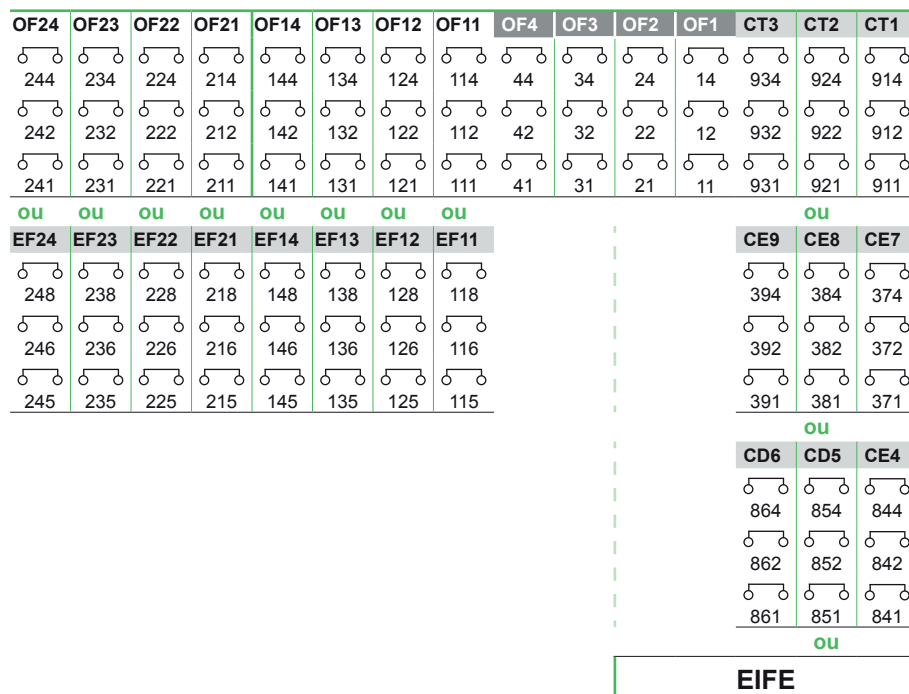 OF24 OF23 OF22 OF21 OF14 OF13 OF12 OF11 OF4 OF3 OF2 OF1 CT3 CT2 CT1
244 234 224 214 144 134 124 114 44 34 24 14 934 924 914
242 232 222 212 142 132 122 112 42 32 22 12 932 922 912
241 231 221 211 141 131 121 111 41 31 21 11 931 921 911
ou ou ou ou ou ou ou ou ou
EF24 EF23 EF22 EF21 EF14 EF13 EF12 EF11 CE9 CE8 CE7
248 238 228 218 148 138 128 118 394 384 374
246 236 226 216 146 136 126 116 392 382 372
245 235 225 215 145 135 125 115 391 381 371
ou
CD6 CD5 CE4
864 854 844
862 852 842
861 851 841
ou
EIFE